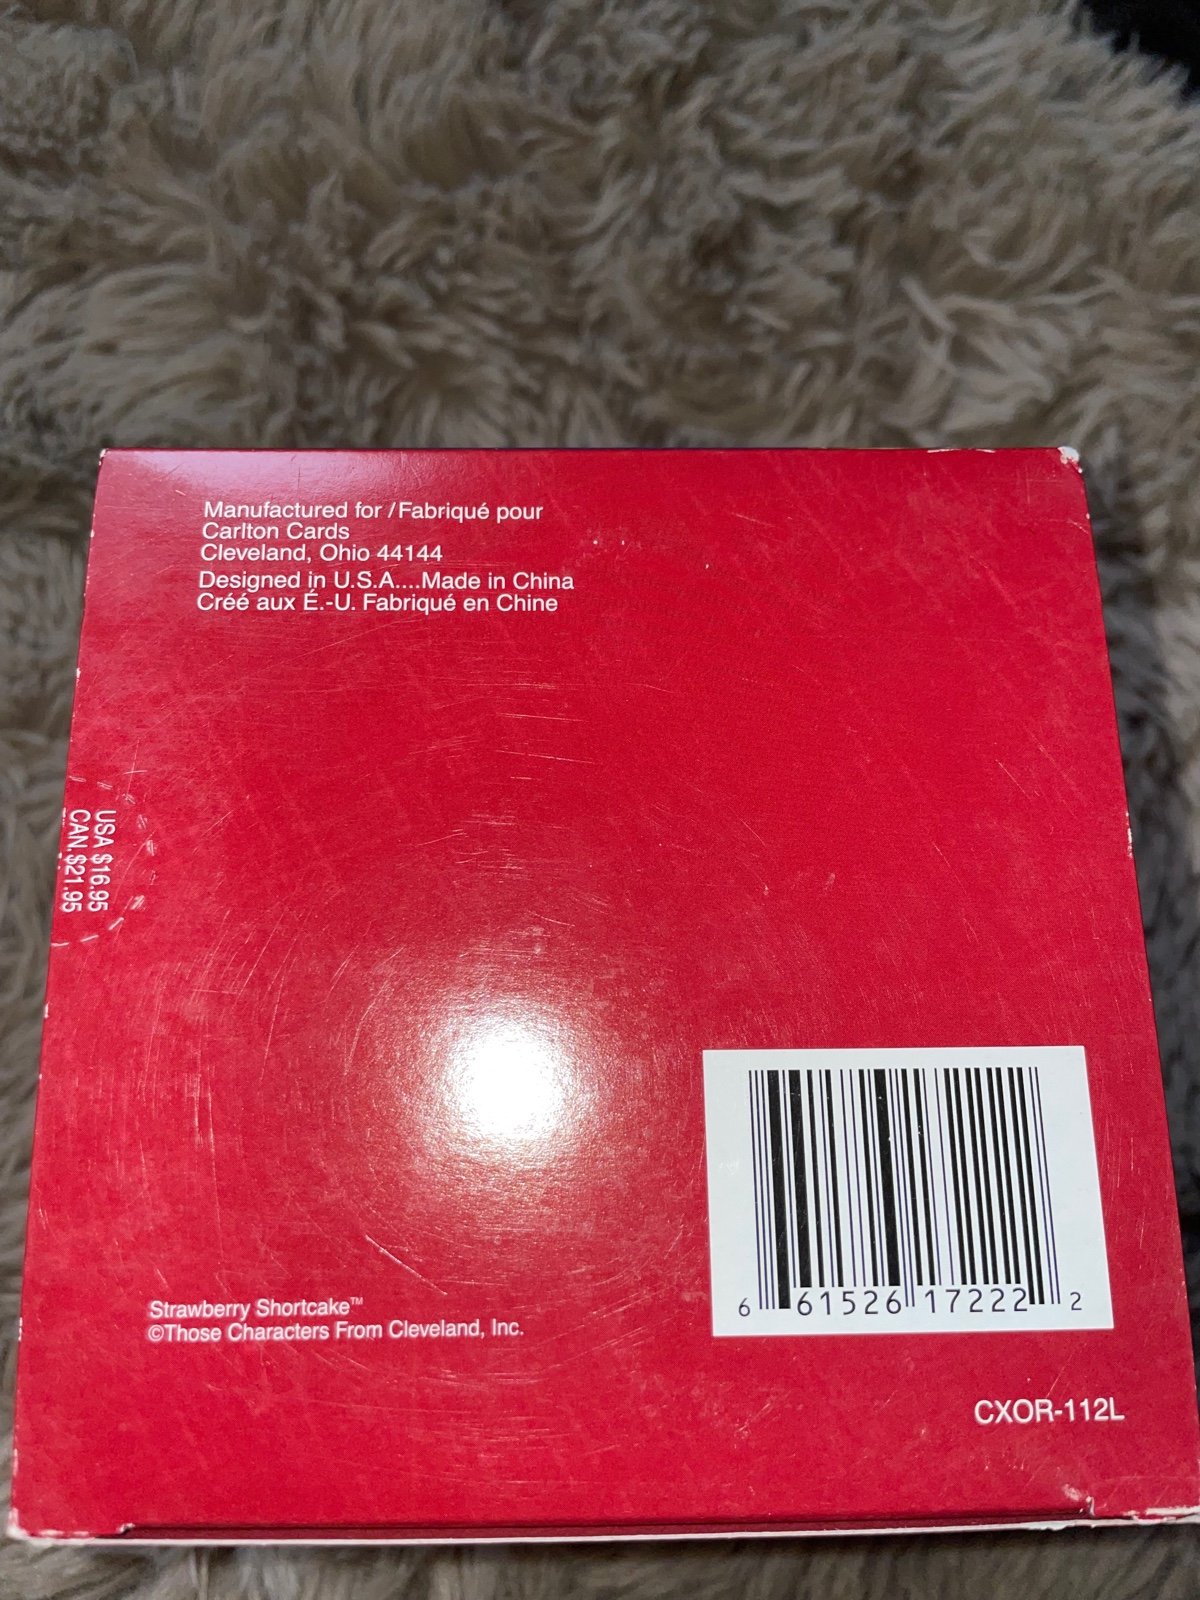 Manufactured for / Fabriqué pour
Carlton Cards
Cleveland, Ohio 44144
Designed in U.S.A....Made in China
Créé aux É.-U. Fabriqué en Chine
USA $16.95
CAN. $21.95
Strawberry Shortcake™
©Those Characters From Cleveland, Inc.
6 61526 17222 2
CXOR-112L